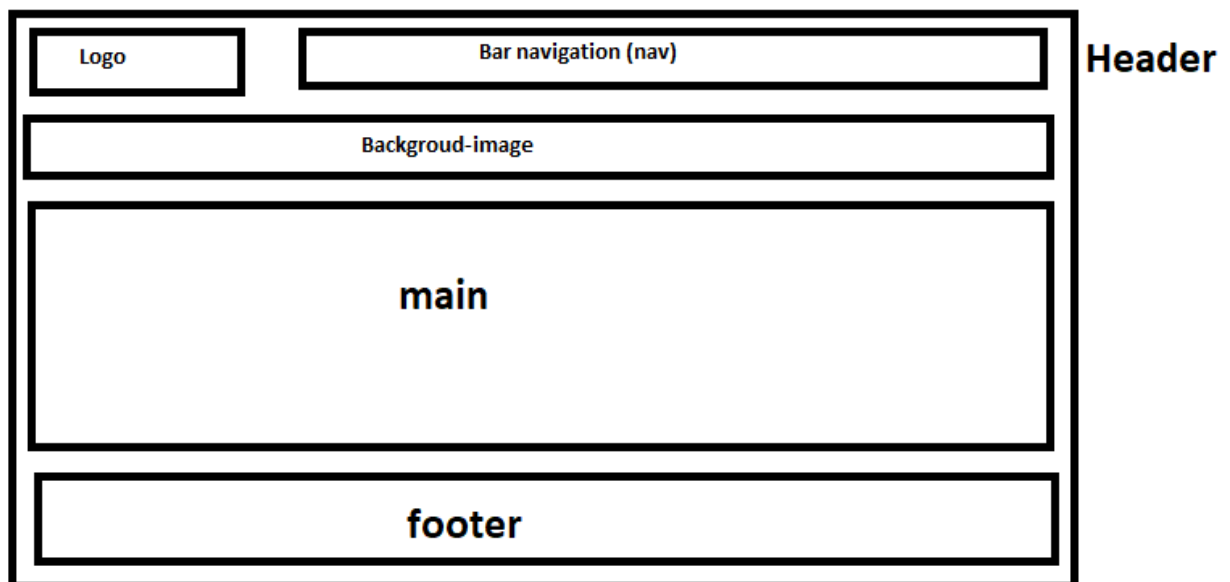 Logo
Bar navigation (nav)
Header
Backgroud-image
main
footer